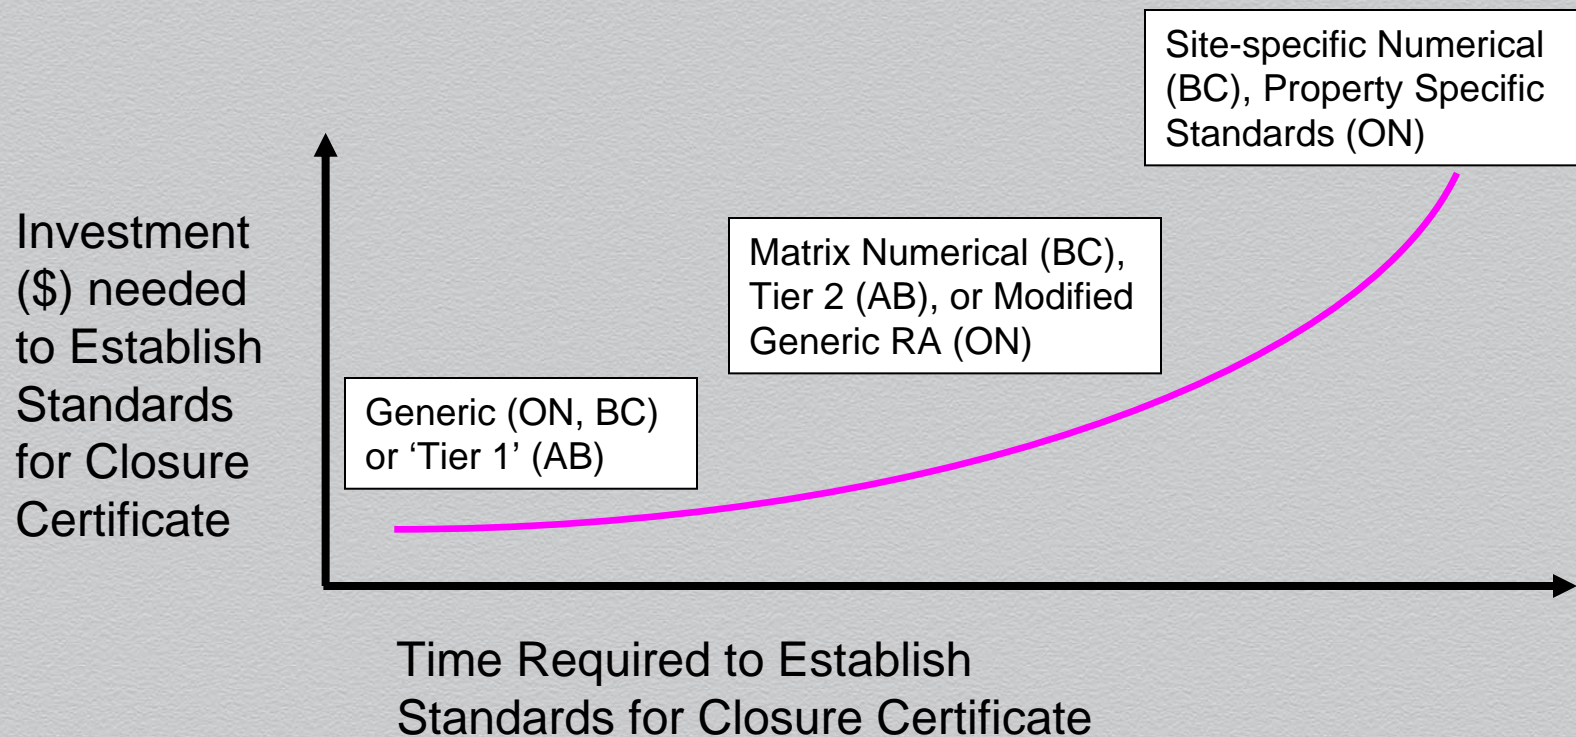 Site-specific Numerical
(BC), Property Specific
Standards (ON)
Investment
($) needed
to Establish
Standards
for Closure
Certificate
Matrix Numerical (BC),
Tier 2 (AB), or Modified
Generic RA (ON)
Generic (ON, BC)
or ‘Tier 1’ (AB)
Time Required to Establish
Standards for Closure Certificate